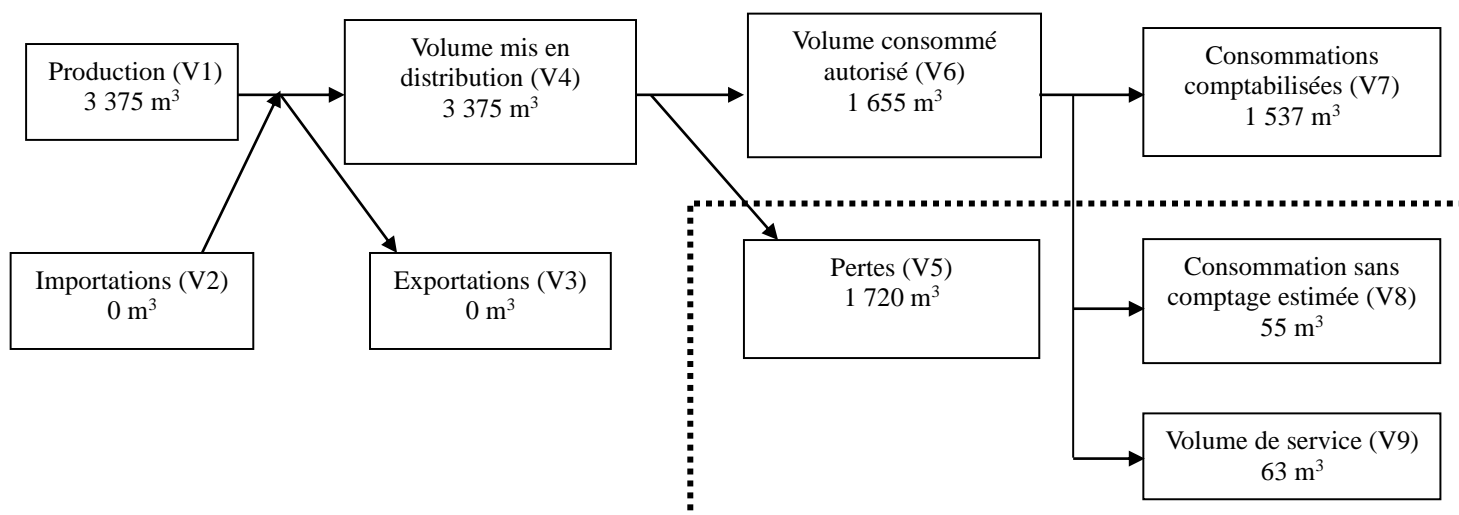 Production (V1)
3 375 m³
Volume mis en
distribution (V4)
3 375 m³
Volume consommé
autorisé (V6)
1 655 m³
Consommations
comptabilisées (V7)
1 537 m³
Importations (V2)
0 m³
Exportations (V3)
0 m³
Pertes (V5)
1 720 m³
Consommation sans
comptage estimée (V8)
55 m³
Volume de service (V9)
63 m³